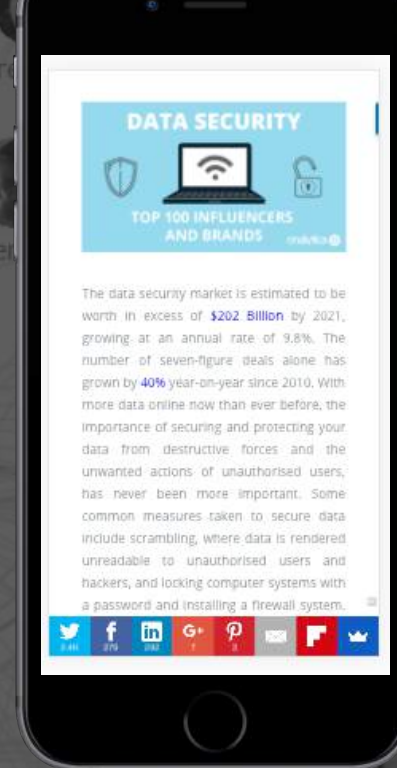 DATA SECURITY
TOP 100 INFLUENCERS
AND BRANDS
onalytica
The data security market is estimated to be
worth in excess of $202 Billion by 2021,
growing at an annual rate of 9.8%. The
number of seven-figure deals alone has
grown by 40% year-on-year since 2010. With
more data online now than ever before, the
importance of securing and protecting your
data from destructive forces and the
unwanted actions of unauthorised users,
has never been more important. Some
common measures taken to secure data
include scrambling, where data is rendered
unreadable to unauthorised users and
hackers, and locking computer systems with
a password and installing a firewall system.
f in G+